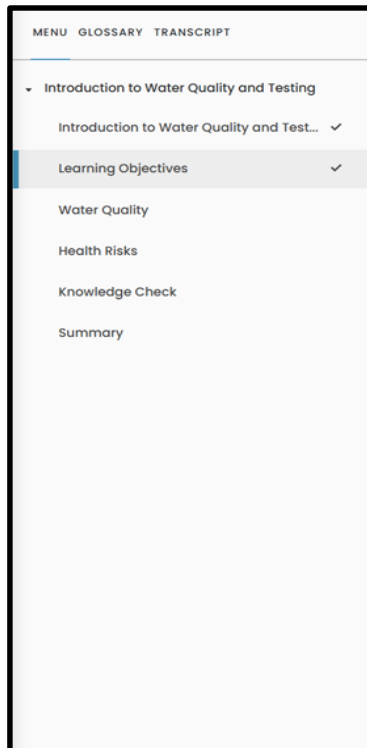 MENU GLOSSARY TRANSCRIPT
Introduction to Water Quality and Testing
Introduction to Water Quality and Test...
Learning Objectives
Water Quality
Health Risks
Knowledge Check
Summary